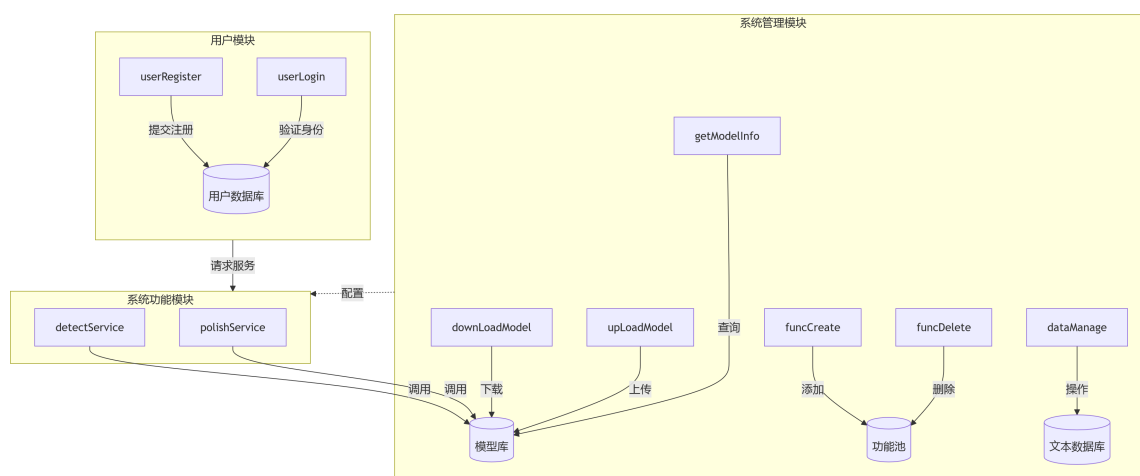 系统管理模块
用户模块
userRegister
userLogin
提交注册
验证身份
用户数据库
getModelInfo
请求服务
配置
系统功能模块
detectService
polishService
downLoadModel
upLoadModel
查询
funcCreate
funcDelete
dataManage
调用
调用
下载
上传
添加
删除
操作
模型库
功能池
文本数据库